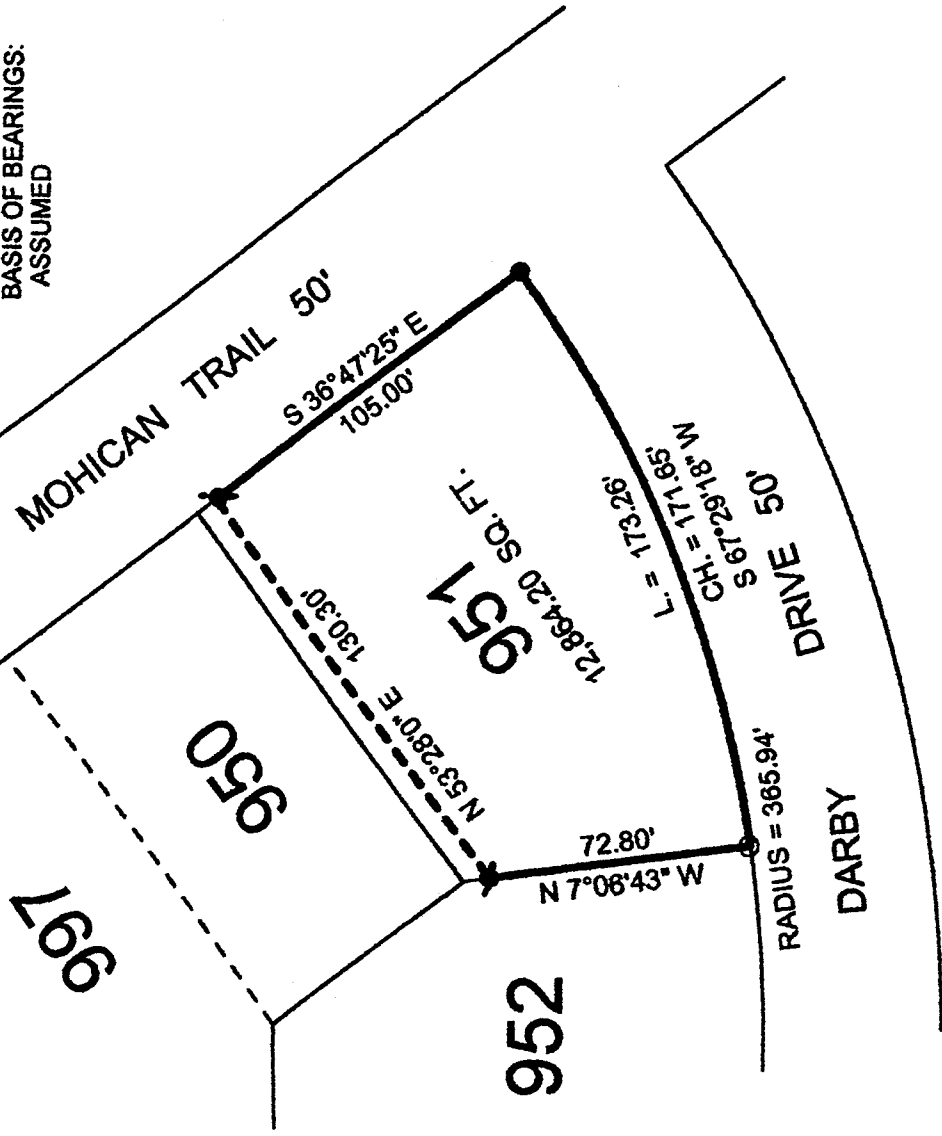 BASIS OF BEARINGS:
ASSUMED
MOHICAN TRAIL 50'
S 36°47'25" E
105.00'
997
950
N 53°28'0" E 130.30'
951
12,864.20 SQ. FT.
L. = 173.26'
CH. = 171.65'
S 67°29'18" W
72.80'
N 7°06'43" W
952
RADIUS = 365.94'
DARBY DRIVE 50'